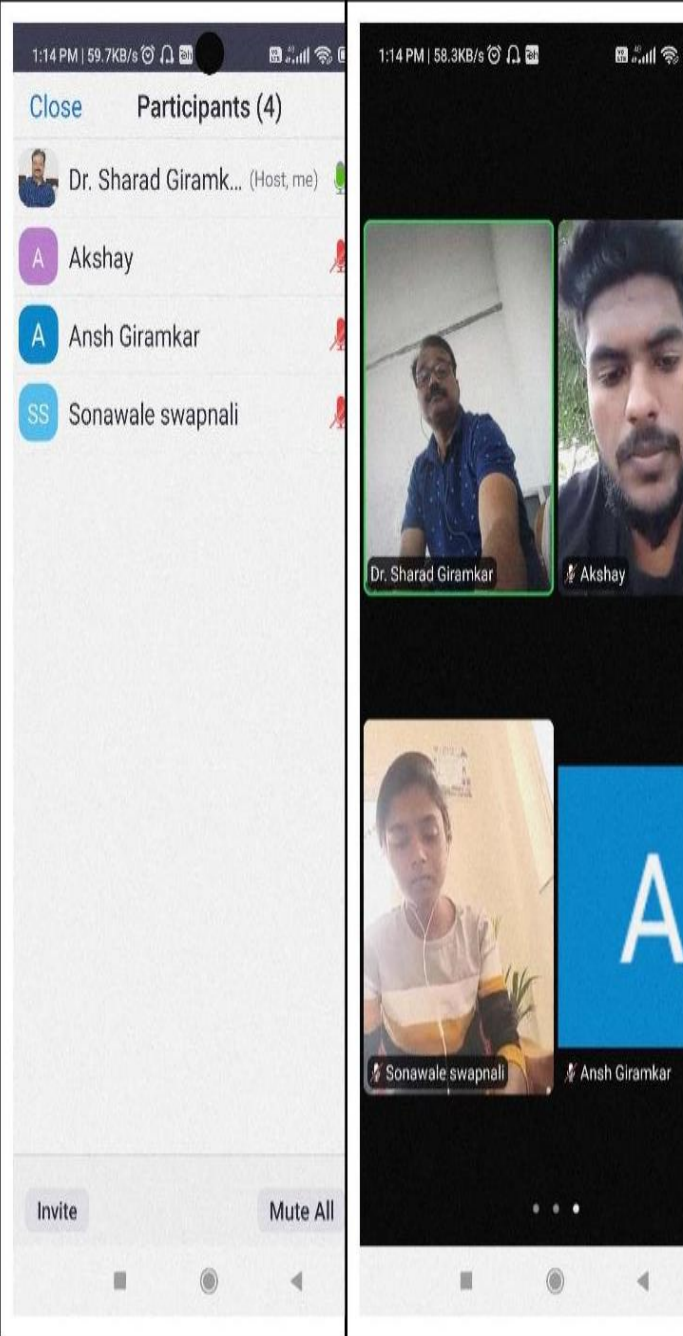 1:14 PM | 59.7KB/s
Close Participants (4)
Dr. Sharad Giramk... (Host, me)
A Akshay
A Ansh Giramkar
SS Sonawale swapnali
Invite Mute All
1:14 PM | 58.3KB/s
Dr. Sharad Giramkar
Akshay
A
Sonawale swapnali
Ansh Giramkar